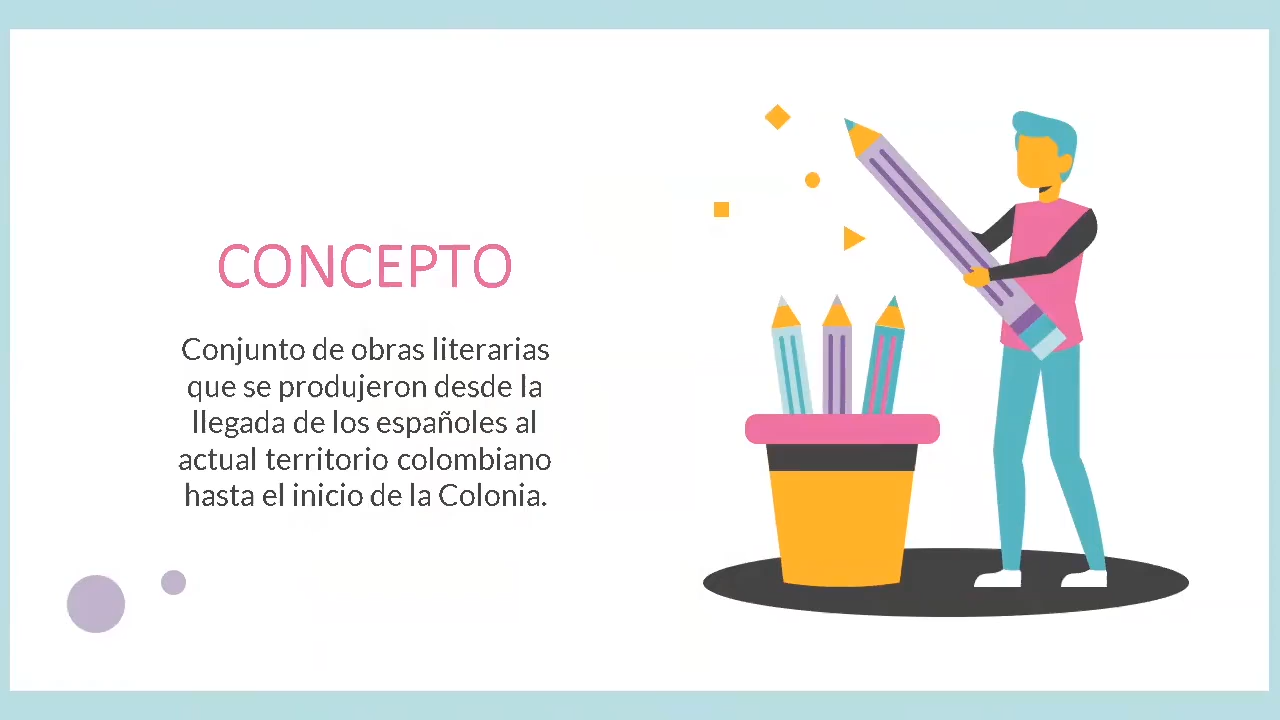 CONCEPTO
Conjunto de obras literarias
que se produjeron desde la
llegada de los españoles al
actual territorio colombiano
hasta el inicio de la Colonia.